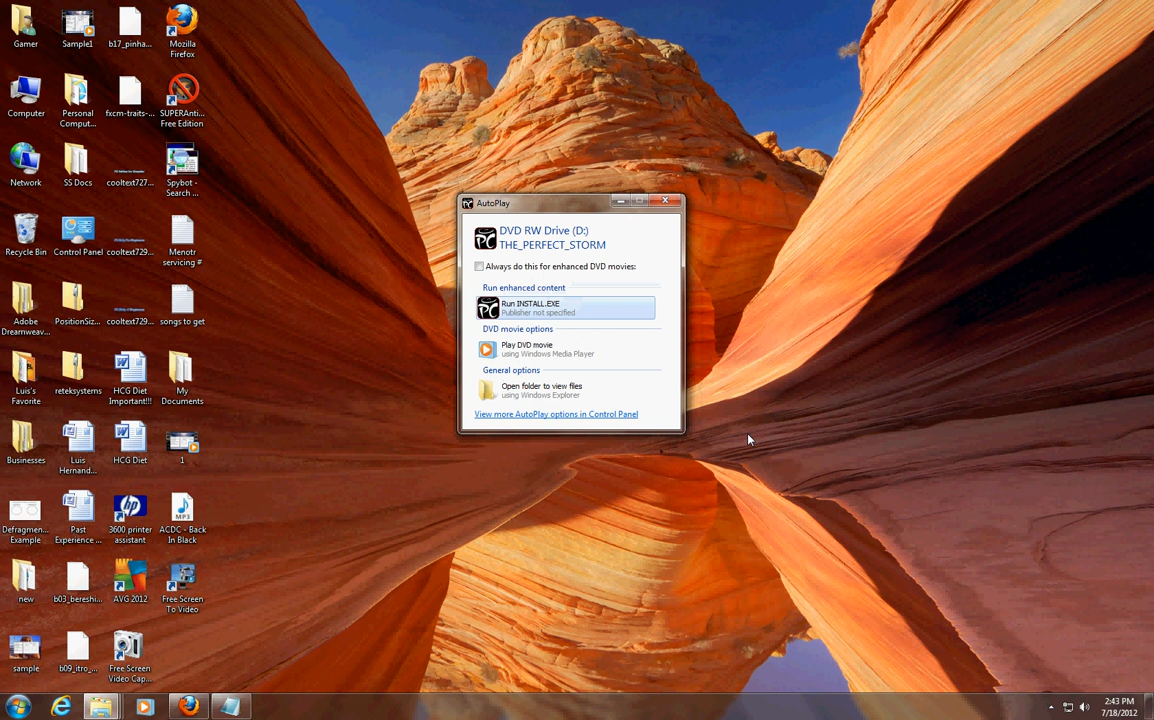 Gamer
Sample1
b17_pinha...
Mozilla
Firefox
Computer
Personal
Comput...
fxcm-traits-...
SUPERAnti...
Free Edition
Network
SS Docs
cooltext727...
Spybot -
Search ...
Recycle Bin
Control Panel
cooltext729...
Menotr
servicing #
Adobe
Dreamweav...
PositionSiz...
cooltext729...
songs to get
Luis's
Favorite
reteksystems
HCG Diet
Important!!!
My
Documents
Businesses
Luis
Hernand...
HCG Diet
1
Defragmen...
Example
Past
Experience ...
3600 printer
assistant
ACDC - Back
In Black
MP3
new
b03_bereshi...
AVG 2012
Free Screen
To Video
sample
b09_itro_...
Free Screen
Video Cap...
AutoPlay
DVD RW Drive (D:)
THE_PERFECT_STORM
Always do this for enhanced DVD movies:
Run enhanced content
Run INSTALL.EXE
Publisher not specified
DVD movie options
Play DVD movie
using Windows Media Player
General options
Open folder to view files
using Windows Explorer
View more AutoPlay options in Control Panel
2:43 PM
7/18/2012